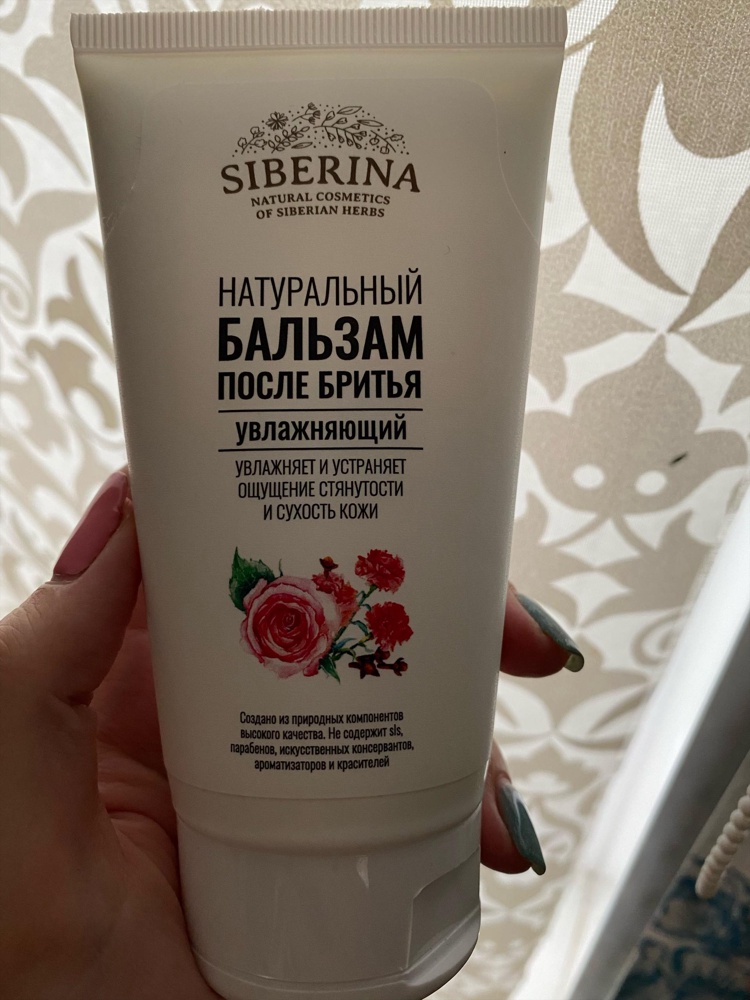 SIBERINA
NATURAL COSMETICS
OF SIBERIAN HERBS
НАТУРАЛЬНЫЙ
БАЛЬЗАМ
ПОСЛЕ БРИТЬЯ
увлажняющий
УВЛАЖНЯЕТ И УСТРАНЯЕТ
ОЩУЩЕНИЕ СТЯНУТОСТИ
И СУХОСТЬ КОЖИ
Создано из природных компонентов
высокого качества. Не содержит sls,
парабенов, искусственных консервантов,
ароматизаторов и красителей